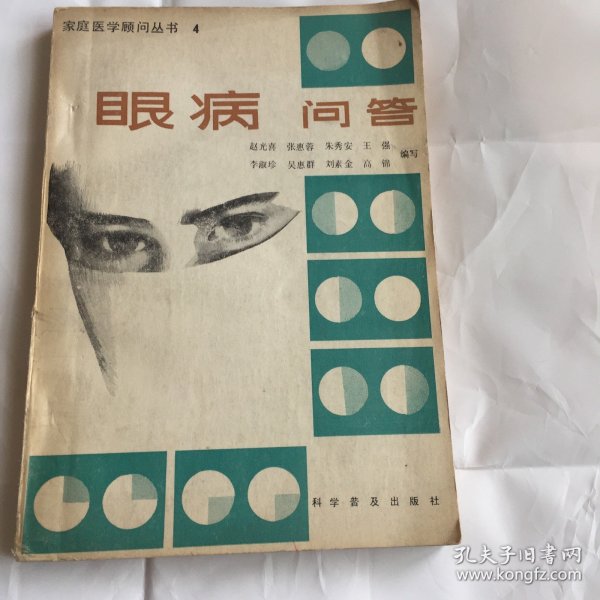 家庭医学顾问丛书 4
眼病 问答
赵光喜 张惠蓉 朱秀安 王强
李淑珍 吴惠群 刘素金 高锦
编写
科学普及出版社
孔夫子旧书网
www.kongfz.com